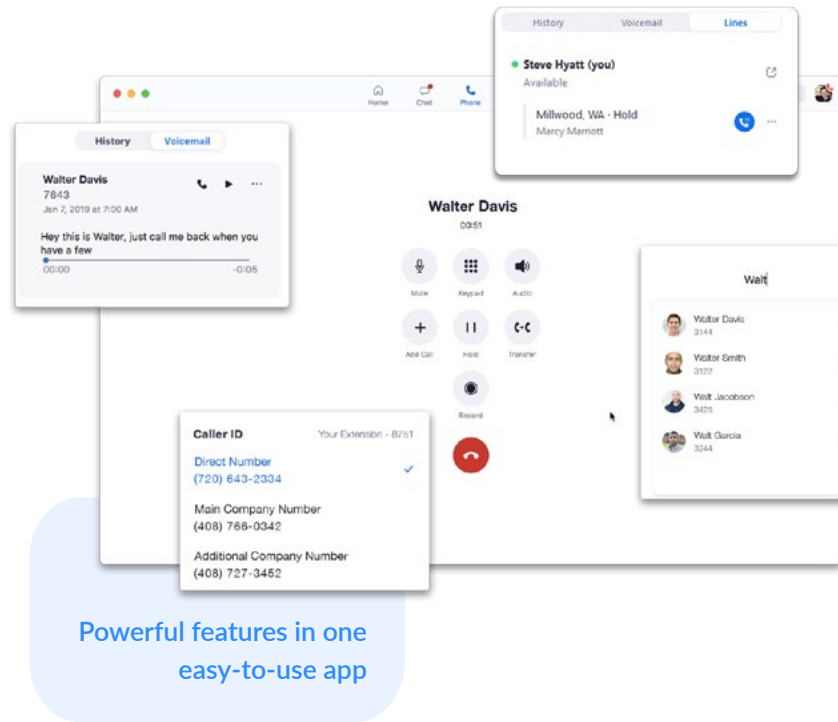 History Voicemail Lines
Steve Hyatt (you)
Available
Millwood, WA · Hold
Marcy Marriott
Home Chat Phone
History Voicemail
Walter Davis
7643
Jan 7, 2019 at 7:00 AM
Hey this is Walter, just call me back when you
have a few
00:00 -0:05
Walter Davis
00:51
Mute Keypad Audio
Add Call Hold Transfer
Record
Walt
Walter Davis
3144
Walter Smith
3122
Walt Jacobson
3425
Walt Garcia
3244
Caller ID Your Extension - 8751
Direct Number
(720) 643-2334
Main Company Number
(408) 766-0342
Additional Company Number
(408) 727-3452
Powerful features in one
easy-to-use app